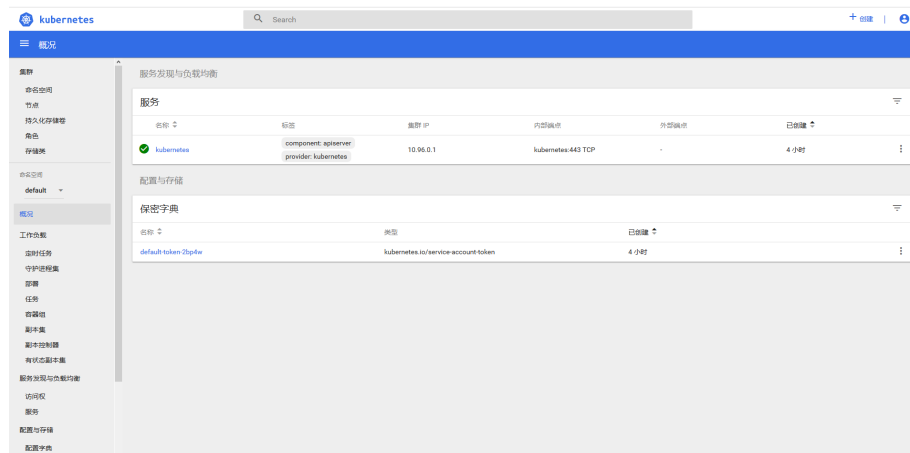 kubernetes
Search
+ 创建 |
概况
集群
命名空间
节点
持久化存储卷
角色
存储类
命名空间
default
概况
工作负载
定时任务
守护进程集
部署
任务
容器组
副本集
副本控制器
有状态副本集
服务发现与负载均衡
访问权
服务
配置与存储
配置字典
服务发现与负载均衡
服务
名称 标签 集群 IP 内部端点 外部端点 已创建
kubernetes component: apiserver provider: kubernetes 10.96.0.1 kubernetes:443 TCP - 4 小时
配置与存储
保密字典
名称 类型 已创建
default-token-2bp4w kubernetes.io/service-account-token 4 小时